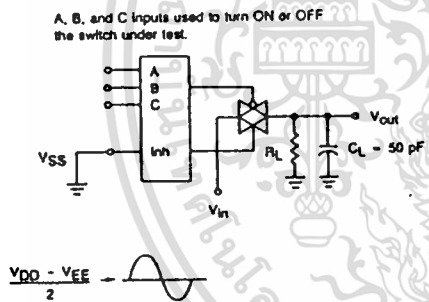 A, B, and C inputs used to turn ON or OFF
the switch under test.
A
B
C
Inh
VSS
Vin
RL
CL = 50 pF
Vout
VDD - VEE
2